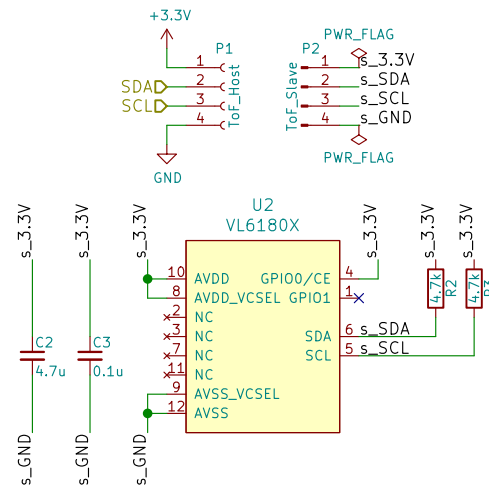 +3.3V
P1
1
2
3
4
SDA
SCL
ToF_Host
GND
PWR_FLAG
P2
1
2
3
4
s_3.3V
s_SDA
s_SCL
s_GND
ToF_Slave
PWR_FLAG
s_3.3V
s_3.3V
s_3.3V
U2
VL6180X
s_3.3V
s_3.3V
s_3.3V
10 AVDD
8 AVDD_VCSEL
2 NC
3 NC
7 NC
11 NC
9 AVSS_VCSEL
12 AVSS
GPIO0/CE 4
GPIO1 1
SDA 6 s_SDA
SCL 5 s_SCL
4.7k
R2
4.7k
R3
C2
4.7u
C3
0.1u
s_GND
s_GND
s_GND